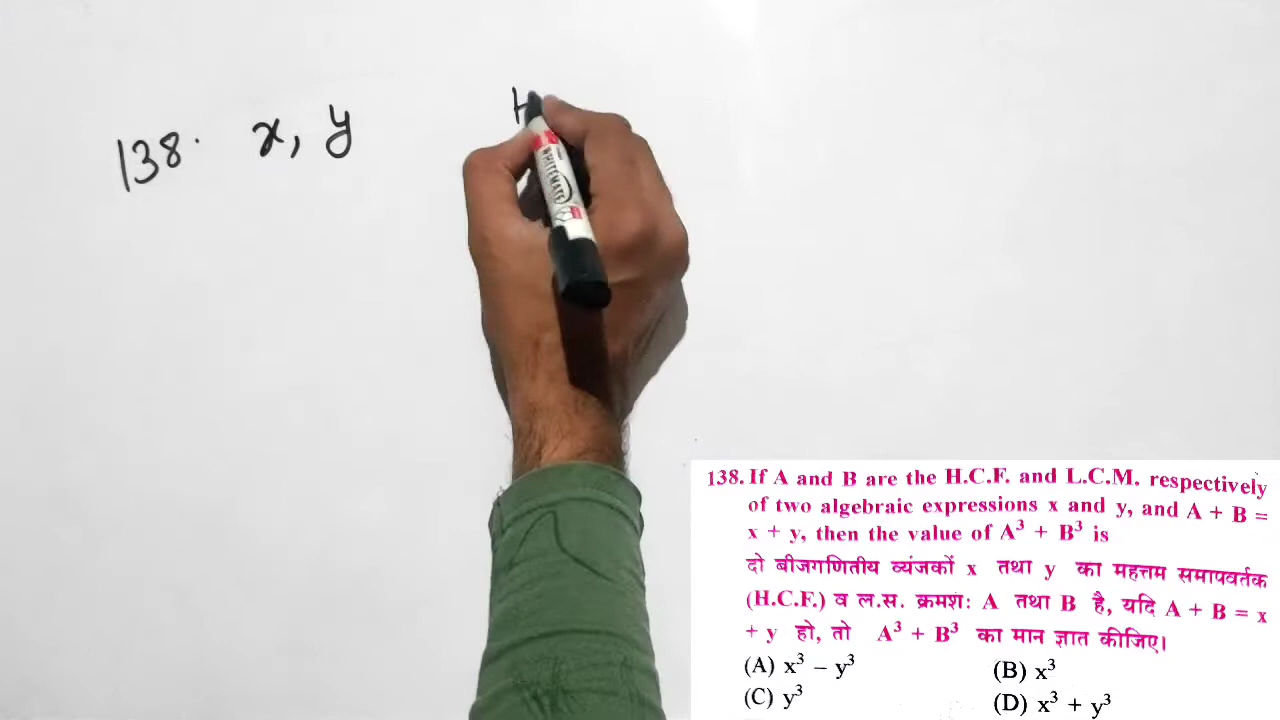 138. x, y H
WHITEMATE
138. If A and B are the H.C.F. and L.C.M. respectively
of two algebraic expressions x and y, and A + B =
x + y, then the value of A³ + B³ is
दो बीजगणितीय व्यंजकों x तथा y का महत्तम समापवर्तक
(H.C.F.) व ल.स. क्रमश: A तथा B है, यदि A + B = x
+ y हो, तो A³ + B³ का मान ज्ञात कीजिए।
(A) x³ − y³ (B) x³
(C) y³ (D) x³ + y³